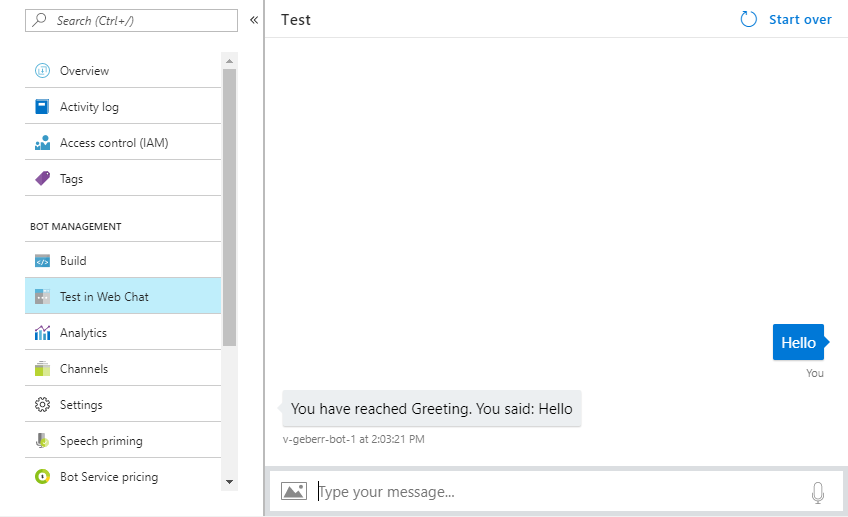 Search (Ctrl+/)
«
Overview
Activity log
Access control (IAM)
Tags
BOT MANAGEMENT
Build
Test in Web Chat
Analytics
Channels
Settings
Speech priming
Bot Service pricing
Test
Start over
Hello
You
You have reached Greeting. You said: Hello
v-geberr-bot-1 at 2:03:21 PM
Type your message...